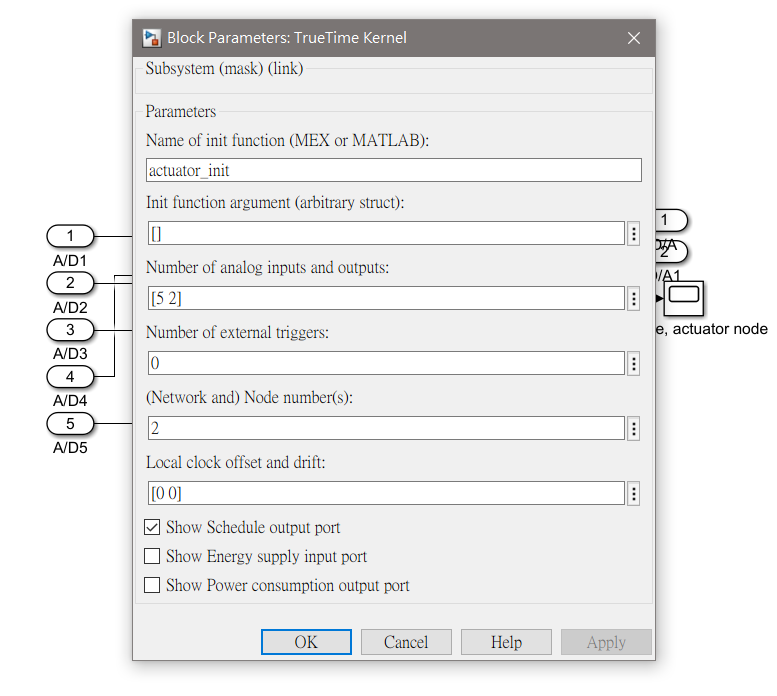 Block Parameters: TrueTime Kernel
Subsystem (mask) (link)
Parameters
Name of init function (MEX or MATLAB):
actuator_init
Init function argument (arbitrary struct):
[]
Number of analog inputs and outputs:
[5 2]
Number of external triggers:
0
(Network and) Node number(s):
2
Local clock offset and drift:
[0 0]
Show Schedule output port
Show Energy supply input port
Show Power consumption output port
OK Cancel Help Apply
1
A/D1
2
A/D2
3
A/D3
4
A/D4
5
A/D5
1
D/A
2
/A1
e, actuator node